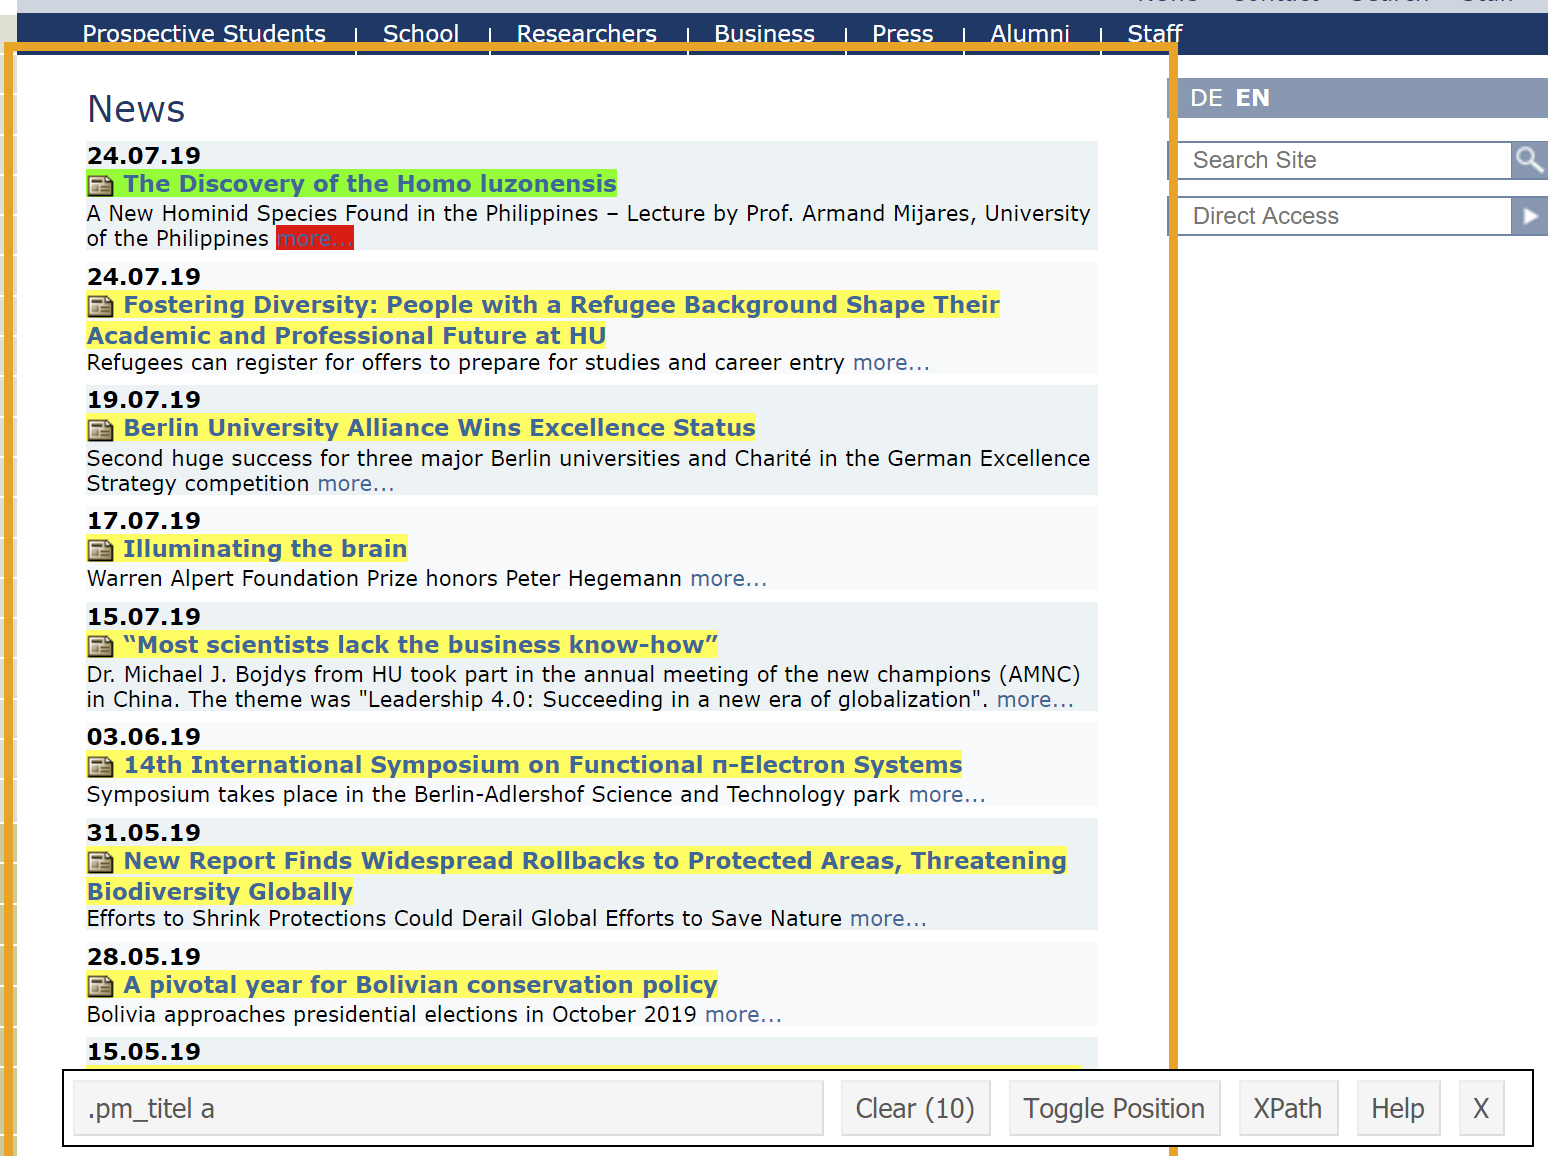 Prospective Students School Researchers Business Press Alumni Staff
DE EN
Search Site
Direct Access
News
24.07.19
The Discovery of the Homo luzonensis
A New Hominid Species Found in the Philippines – Lecture by Prof. Armand Mijares, University
of the Philippines more...
24.07.19
Fostering Diversity: People with a Refugee Background Shape Their
Academic and Professional Future at HU
Refugees can register for offers to prepare for studies and career entry more...
19.07.19
Berlin University Alliance Wins Excellence Status
Second huge success for three major Berlin universities and Charité in the German Excellence
Strategy competition more...
17.07.19
Illuminating the brain
Warren Alpert Foundation Prize honors Peter Hegemann more...
15.07.19
“Most scientists lack the business know-how”
Dr. Michael J. Bojdys from HU took part in the annual meeting of the new champions (AMNC)
in China. The theme was "Leadership 4.0: Succeeding in a new era of globalization". more...
03.06.19
14th International Symposium on Functional π-Electron Systems
Symposium takes place in the Berlin-Adlershof Science and Technology park more...
31.05.19
New Report Finds Widespread Rollbacks to Protected Areas, Threatening
Biodiversity Globally
Efforts to Shrink Protections Could Derail Global Efforts to Save Nature more...
28.05.19
A pivotal year for Bolivian conservation policy
Bolivia approaches presidential elections in October 2019 more...
15.05.19
.pm_titel a Clear (10) Toggle Position XPath Help X